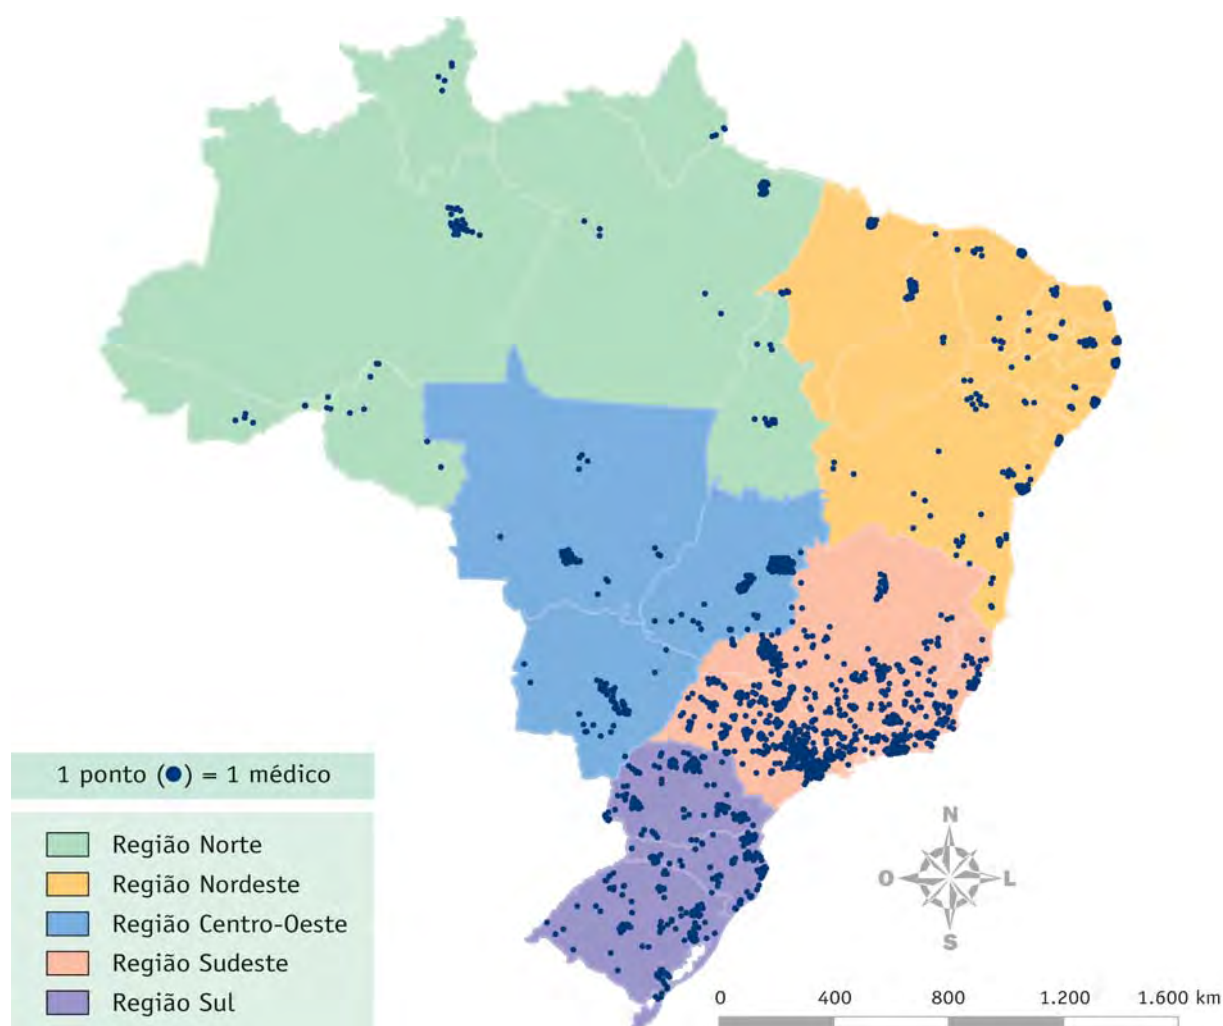 1 ponto (●) = 1 médico
Região Norte
Região Nordeste
Região Centro-Oeste
Região Sudeste
Região Sul
N
O L
S
0 400 800 1.200 1.600 km